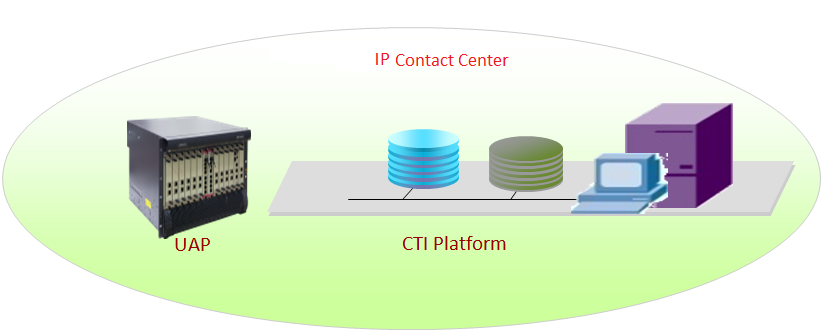 IP Contact Center
UAP
CTI Platform